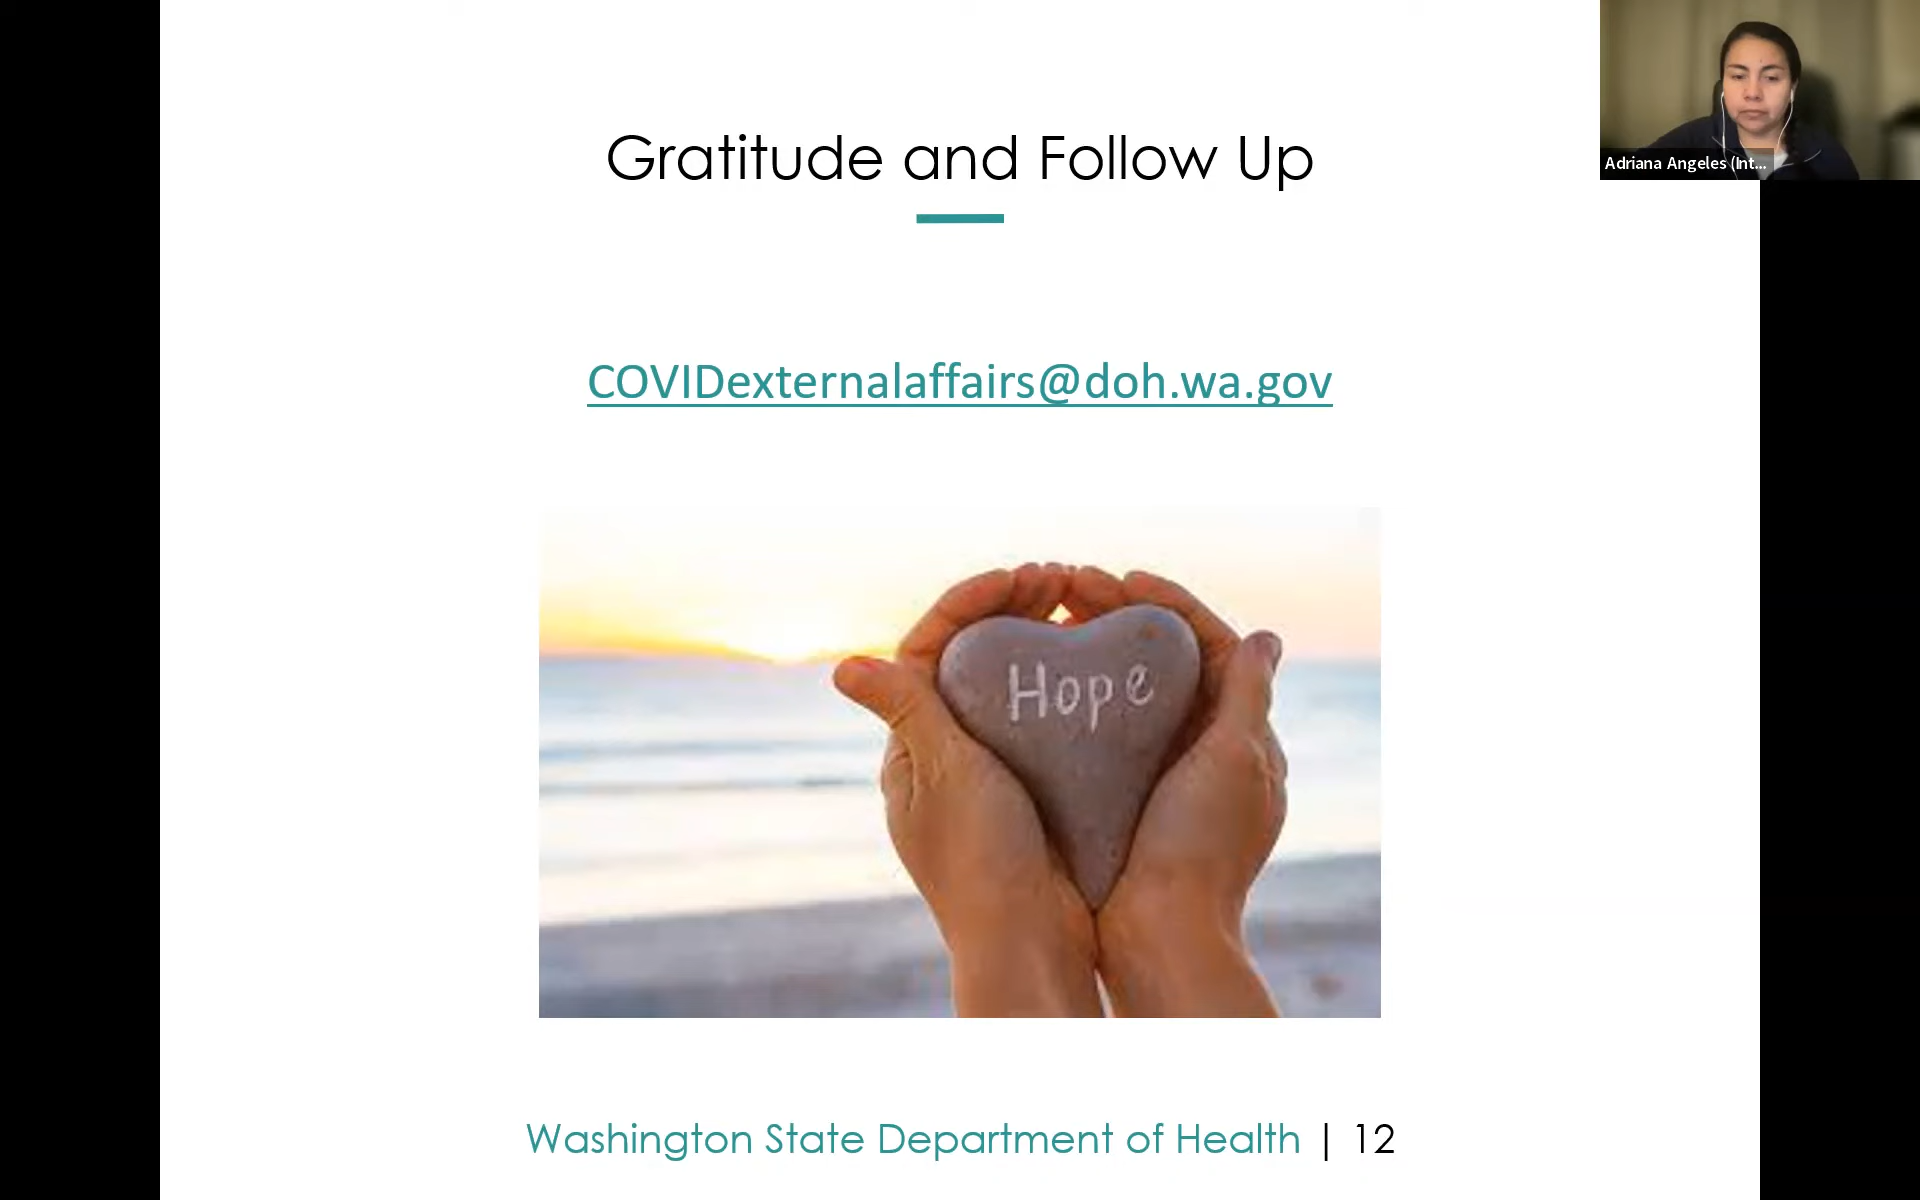 Gratitude and Follow Up
Adriana Angeles (Int...
COVIDexternalaffairs@doh.wa.gov
Hope
Washington State Department of Health | 12